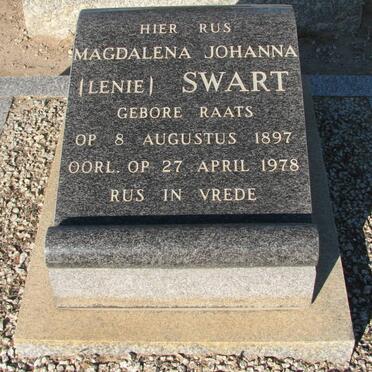 HIER RUS
MAGDALENA JOHANNA
[LENIE] SWART
GEBORE RAATS
OP 8 AUGUSTUS 1897
OORL. OP 27 APRIL 1978
RUS IN VREDE